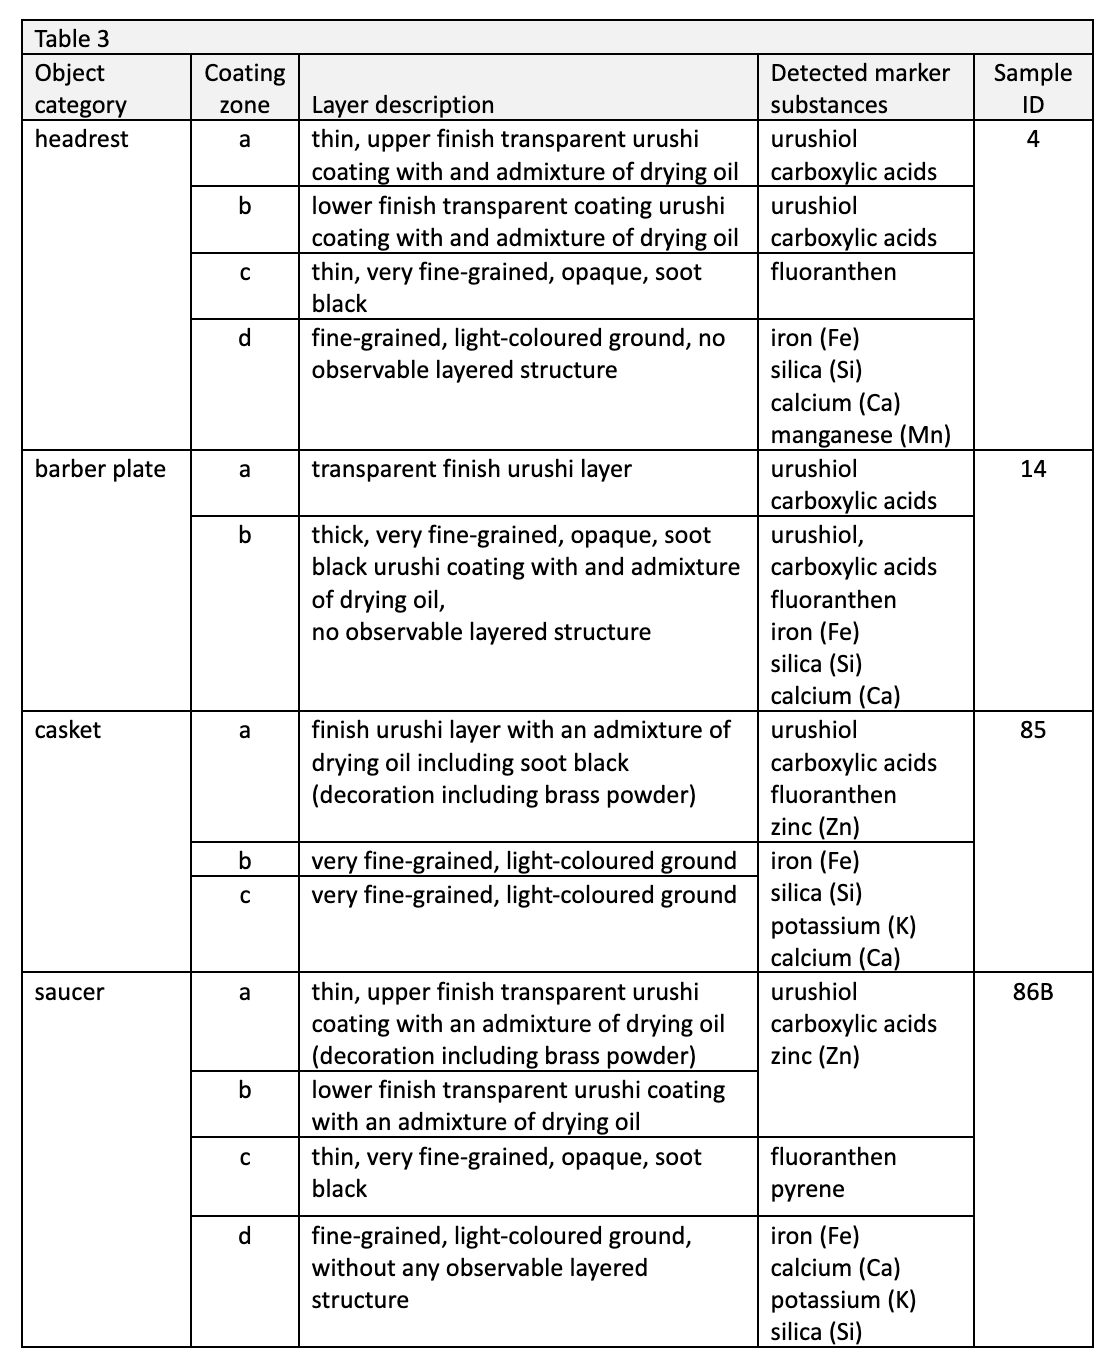 Table 3
Object category
Coating zone
Layer description
Detected marker substances
Sample ID
headrest
a
thin, upper finish transparent urushi
coating with and admixture of drying oil
urushiol
carboxylic acids
4
b
lower finish transparent coating urushi
coating with and admixture of drying oil
urushiol
carboxylic acids
c
thin, very fine-grained, opaque, soot
black
fluoranthen
d
fine-grained, light-coloured ground, no
observable layered structure
iron (Fe)
silica (Si)
calcium (Ca)
manganese (Mn)
barber plate
a
transparent finish urushi layer
urushiol
carboxylic acids
14
b
thick, very fine-grained, opaque, soot
black urushi coating with and admixture
of drying oil,
no observable layered structure
urushiol,
carboxylic acids
fluoranthen
iron (Fe)
silica (Si)
calcium (Ca)
casket
a
finish urushi layer with an admixture of
drying oil including soot black
(decoration including brass powder)
urushiol
carboxylic acids
fluoranthen
zinc (Zn)
85
b
very fine-grained, light-coloured ground
c
very fine-grained, light-coloured ground
iron (Fe)
silica (Si)
potassium (K)
calcium (Ca)
saucer
a
thin, upper finish transparent urushi
coating with an admixture of drying oil
(decoration including brass powder)
urushiol
carboxylic acids
zinc (Zn)
86B
b
lower finish transparent urushi coating
with an admixture of drying oil
c
thin, very fine-grained, opaque, soot
black
fluoranthen
pyrene
d
fine-grained, light-coloured ground,
without any observable layered
structure
iron (Fe)
calcium (Ca)
potassium (K)
silica (Si)